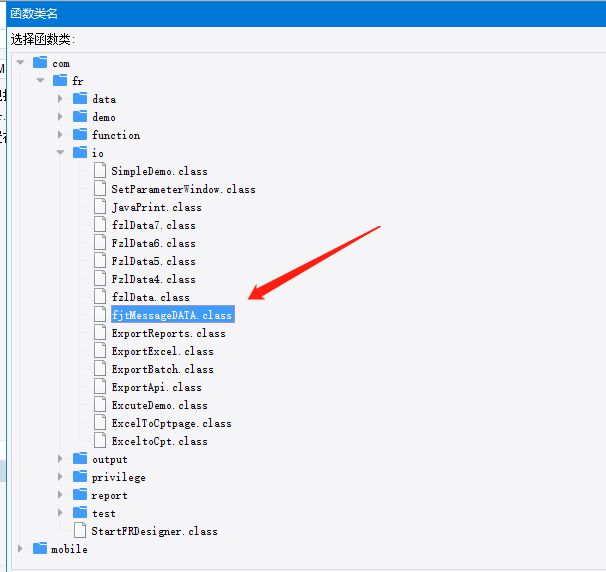 函数类名
选择函数类:
com
fr
data
demo
function
io
SimpleDemo.class
SetParameterWindow.class
JavaPrint.class
fzlData7.class
FzlData6.class
FzlData5.class
FzlData4.class
fzlData.class
fjtMessageDATA.class
ExportReports.class
ExportExcel.class
ExportBatch.class
ExportApi.class
ExcuteDemo.class
ExcelToCptpage.class
ExceltoCpt.class
output
privilege
report
test
StartFRDesigner.class
mobile